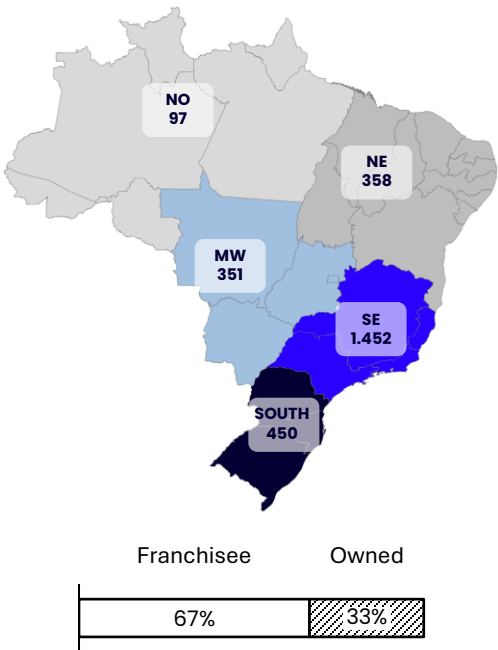 NO
97
NE
358
MW
351
SE
1.452
SOUTH
450
Franchisee Owned
67% 33%